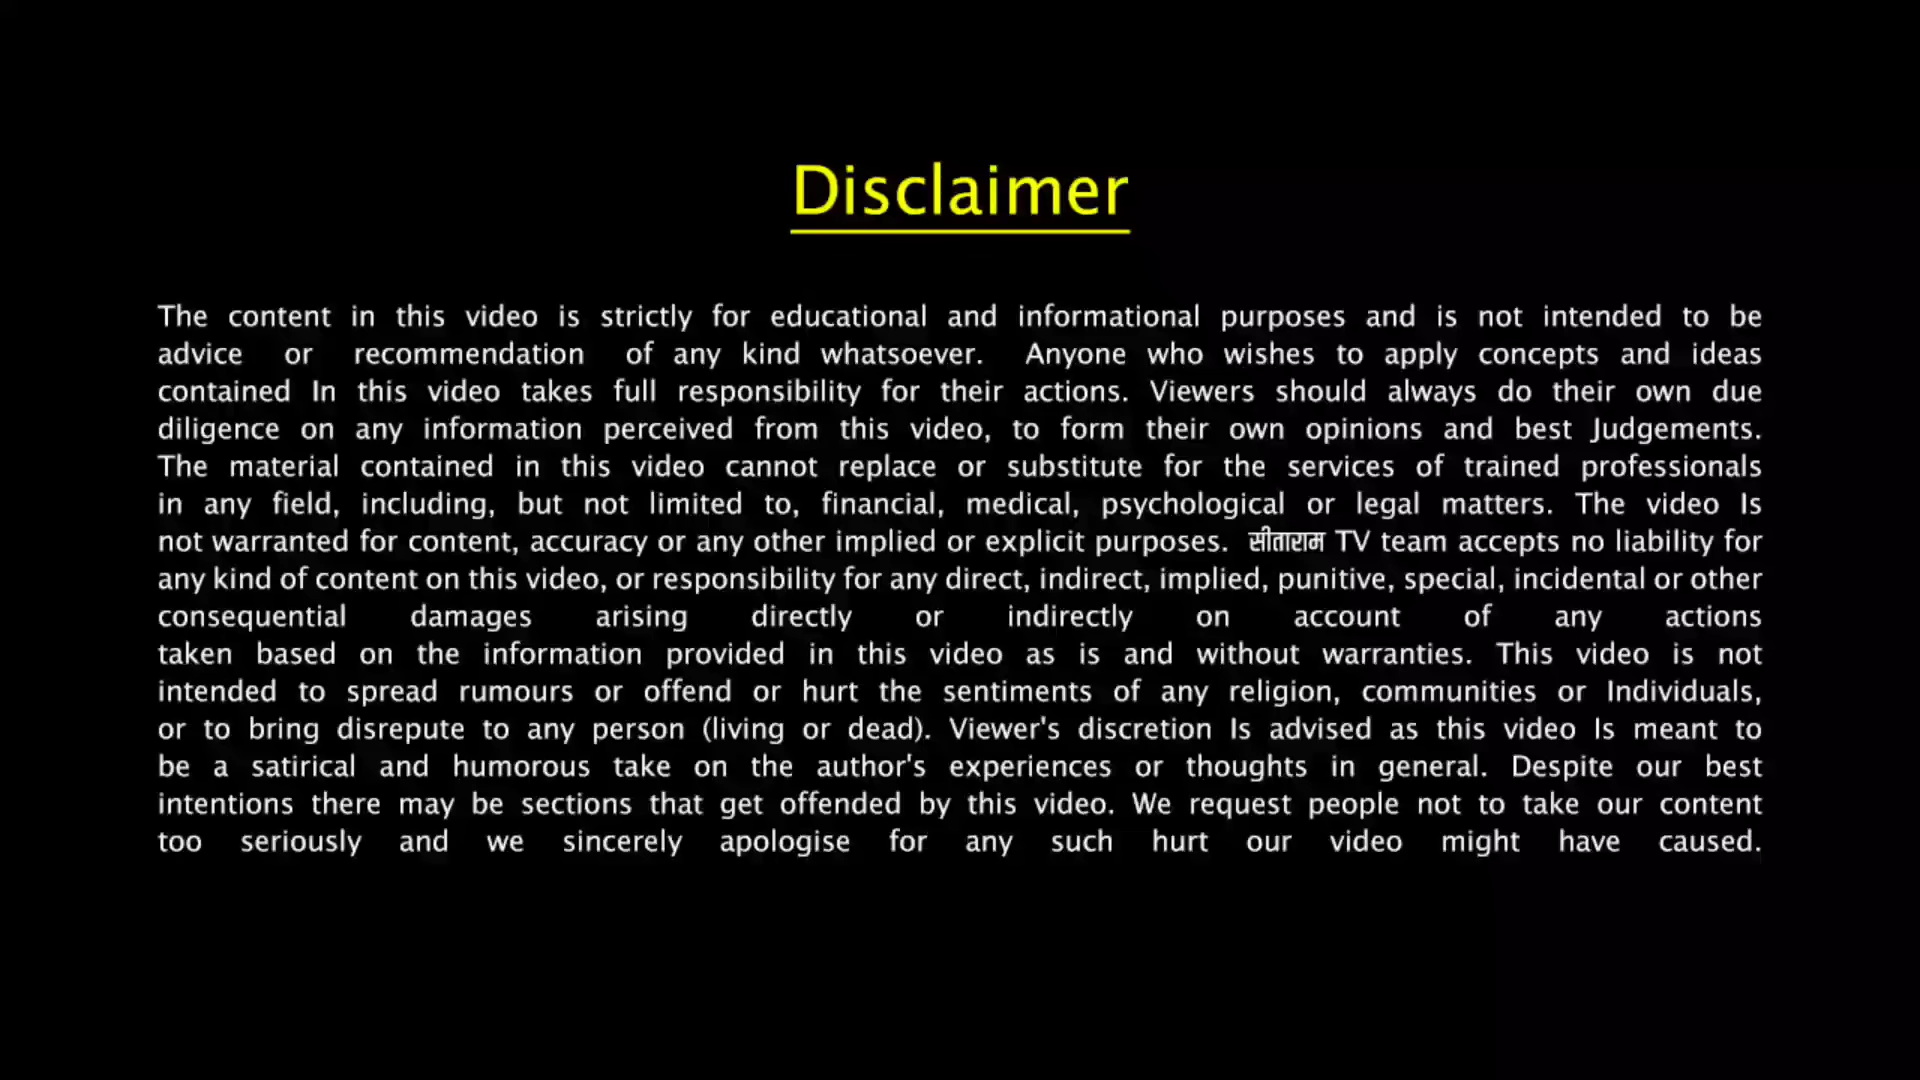 Disclaimer
The content in this video is strictly for educational and informational purposes and is not intended to be
advice or recommendation of any kind whatsoever. Anyone who wishes to apply concepts and ideas
contained In this video takes full responsibility for their actions. Viewers should always do their own due
diligence on any information perceived from this video, to form their own opinions and best Judgements.
The material contained in this video cannot replace or substitute for the services of trained professionals
in any field, including, but not limited to, financial, medical, psychological or legal matters. The video Is
not warranted for content, accuracy or any other implied or explicit purposes. सीताराम TV team accepts no liability for
any kind of content on this video, or responsibility for any direct, indirect, implied, punitive, special, incidental or other
consequential damages arising directly or indirectly on account of any actions
taken based on the information provided in this video as is and without warranties. This video is not
intended to spread rumours or offend or hurt the sentiments of any religion, communities or Individuals,
or to bring disrepute to any person (living or dead). Viewer's discretion Is advised as this video Is meant to
be a satirical and humorous take on the author's experiences or thoughts in general. Despite our best
intentions there may be sections that get offended by this video. We request people not to take our content
too seriously and we sincerely apologise for any such hurt our video might have caused.